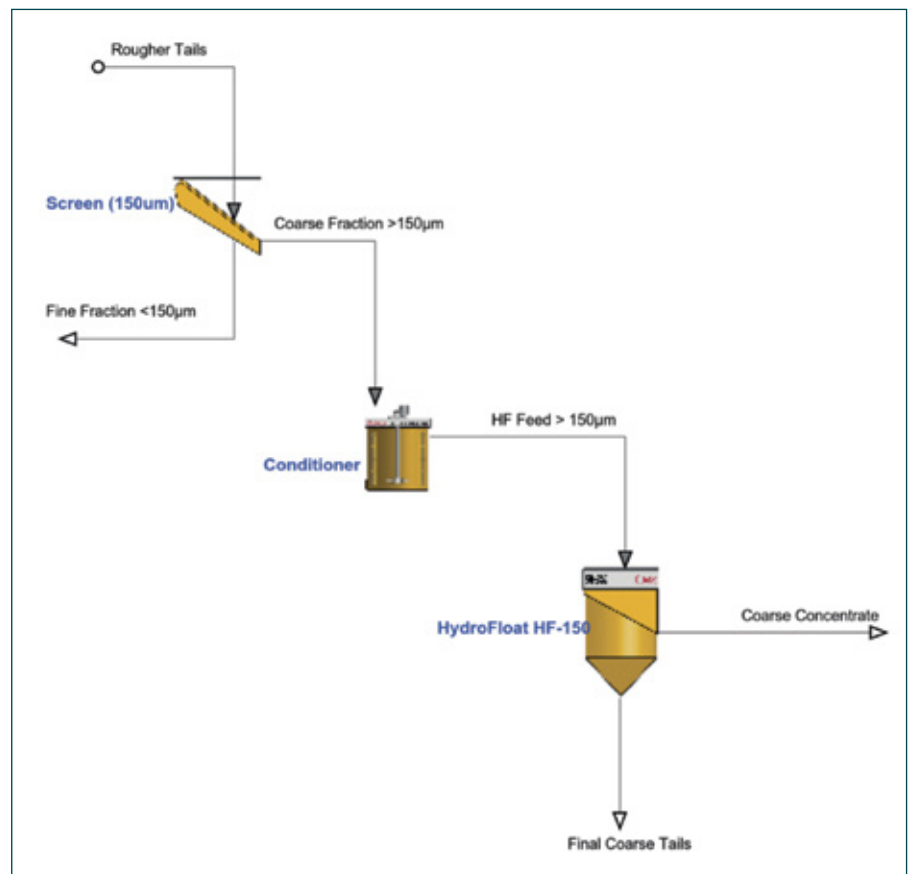 Rougher Tails
Screen (150um)
Coarse Fraction >150µm
Fine Fraction <150µm
HF Feed > 150µm
Conditioner
HydroFloat HF-150
Coarse Concentrate
Final Coarse Tails